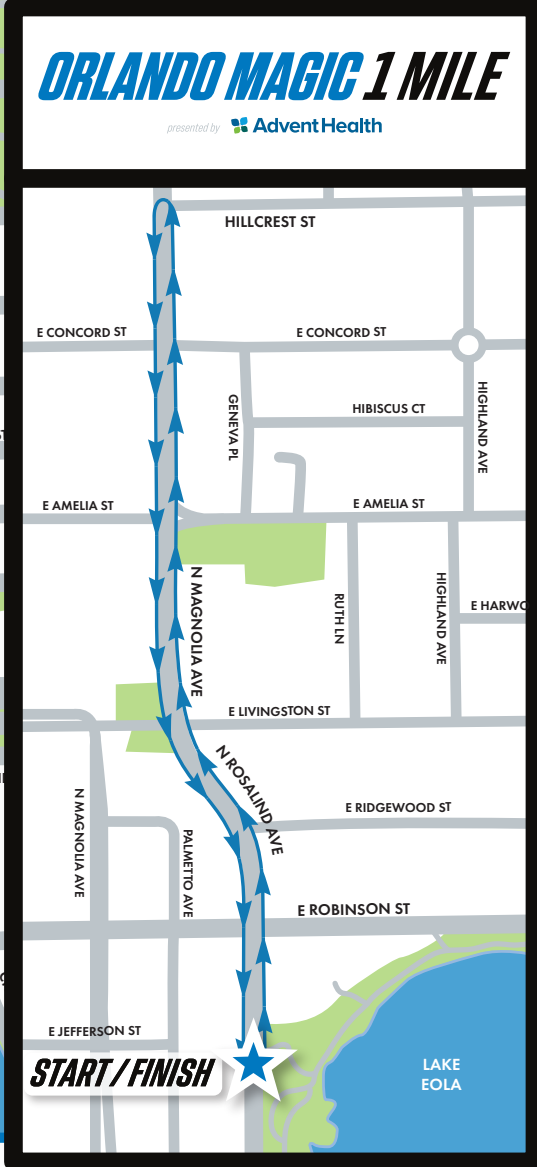 ORLANDO MAGIC 1 MILE
presented by AdventHealth
HILLCREST ST
E CONCORD ST
E CONCORD ST
GENEVA PL
HIBISCUS CT
HIGHLAND AVE
E AMELIA ST
E AMELIA ST
N MAGNOLIA AVE
RUTH LN
HIGHLAND AVE
E HARWO
E LIVINGSTON ST
N ROSALIND AVE
N MAGNOLIA AVE
E RIDGEWOOD ST
PALMETTO AVE
E ROBINSON ST
E JEFFERSON ST
START / FINISH
LAKE
EOLA